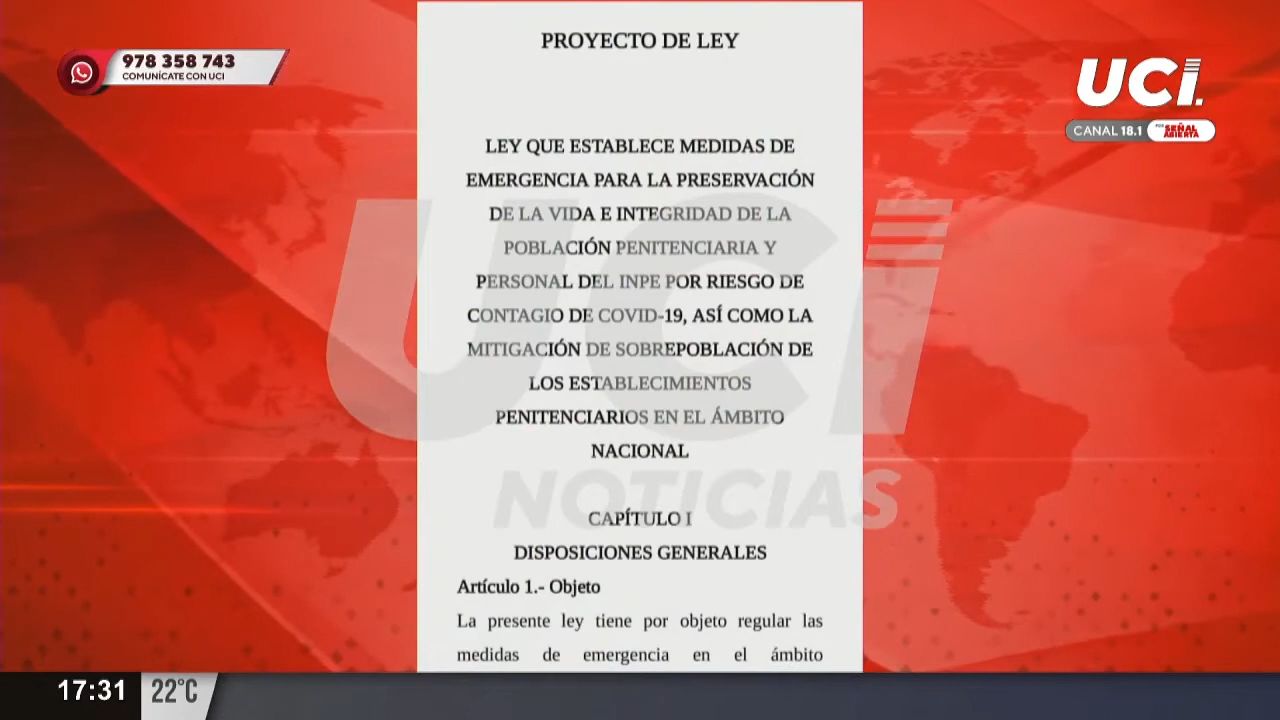 978 358 743
COMUNÍCATE CON UCI
UCI.
CANAL 18.1 POR SEÑAL ABIERTA
PROYECTO DE LEY
LEY QUE ESTABLECE MEDIDAS DE
EMERGENCIA PARA LA PRESERVACIÓN
DE LA VIDA E INTEGRIDAD DE LA
POBLACIÓN PENITENCIARIA Y
PERSONAL DEL INPE POR RIESGO DE
CONTAGIO DE COVID-19, ASÍ COMO LA
MITIGACIÓN DE SOBREPOBLACIÓN DE
LOS ESTABLECIMIENTOS
PENITENCIARIOS EN EL ÁMBITO
NACIONAL
CAPÍTULO I
DISPOSICIONES GENERALES
Artículo 1.- Objeto
La presente ley tiene por objeto regular las
medidas de emergencia en el ámbito
UCI
NOTICIAS
17:31 22°C